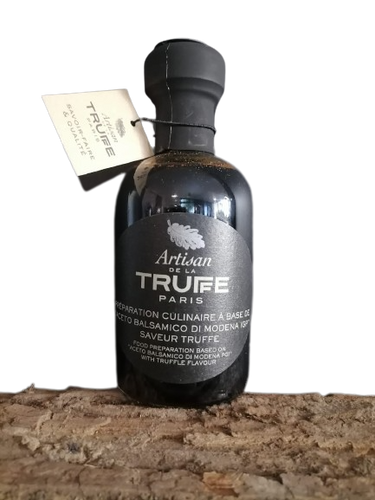 Artisan
TRUFFE
PARIS
SAVOIR-FAIRE
& QUALITÉ
Artisan
DE LA
TRUFFE
PARIS
PRÉPARATION CULINAIRE À BASE DE
"ACETO BALSAMICO DI MODENA IGP"
SAVEUR TRUFFE
FOOD PREPARATION BASED ON
"ACETO BALSAMICO DI MODENA PGI"
WITH TRUFFLE FLAVOUR